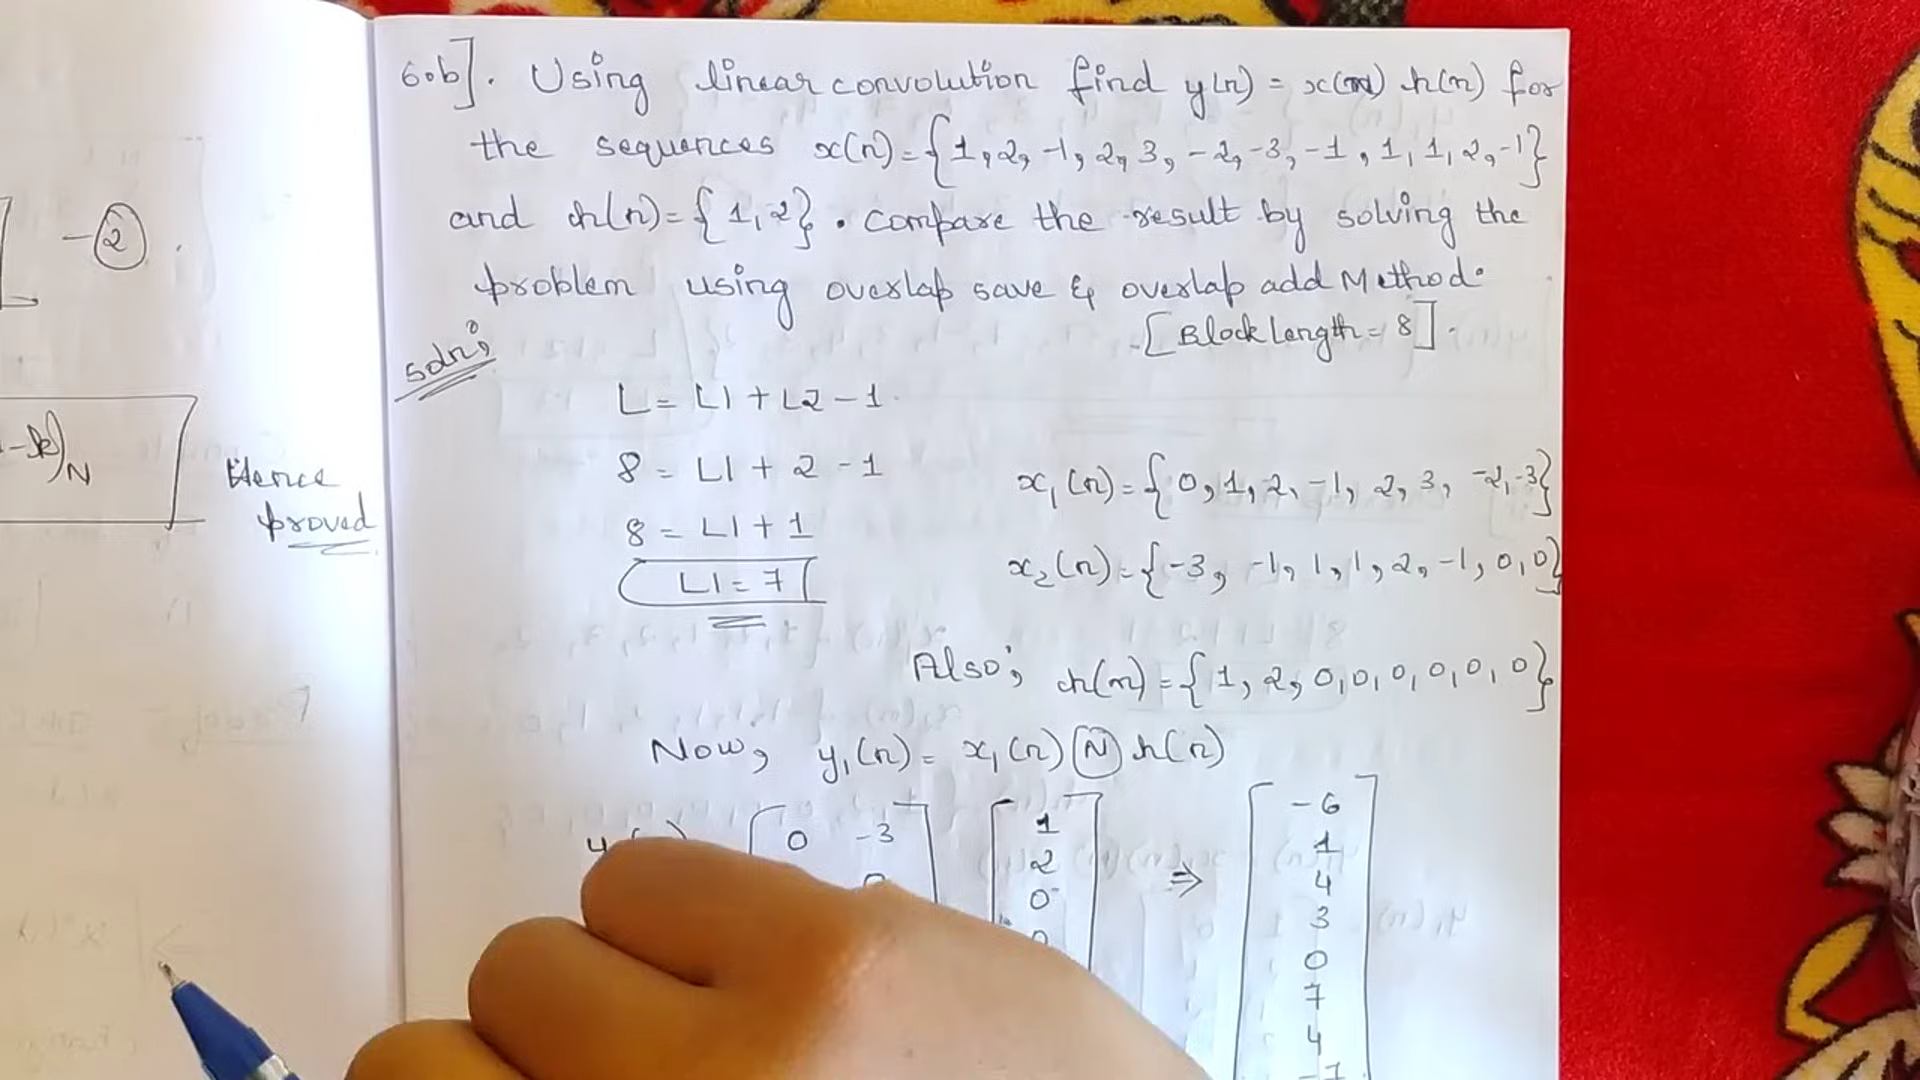 - ②
-k)N
Hence
proved
6.b]. Using linear convolution find y(n) = x(n) h(n) for
the sequences x(n) = {1, 2, -1, 2, 3, -2, -3, -1, 1, 1, 2, -1}
and h(n) = {1, 2}. Compare the result by solving the
problem using overlap save & overlap add Method.
[Block Length = 8].
soln;
L = L1 + L2 - 1
8 = L1 + 2 - 1
8 = L1 + 1
L1 = 7
x₁(n) = {0, 1, 2, -1, 2, 3, -2, -3}
x₂(n) = {-3, -1, 1, 1, 2, -1, 0, 0}
Also; h(n) = {1, 2, 0, 0, 0, 0, 0, 0}
Now, y₁(n) = x₁(n) Ⓝ h(n)
0 -3 1 ⇒ -6
2 1
0 4
3
0
7
4